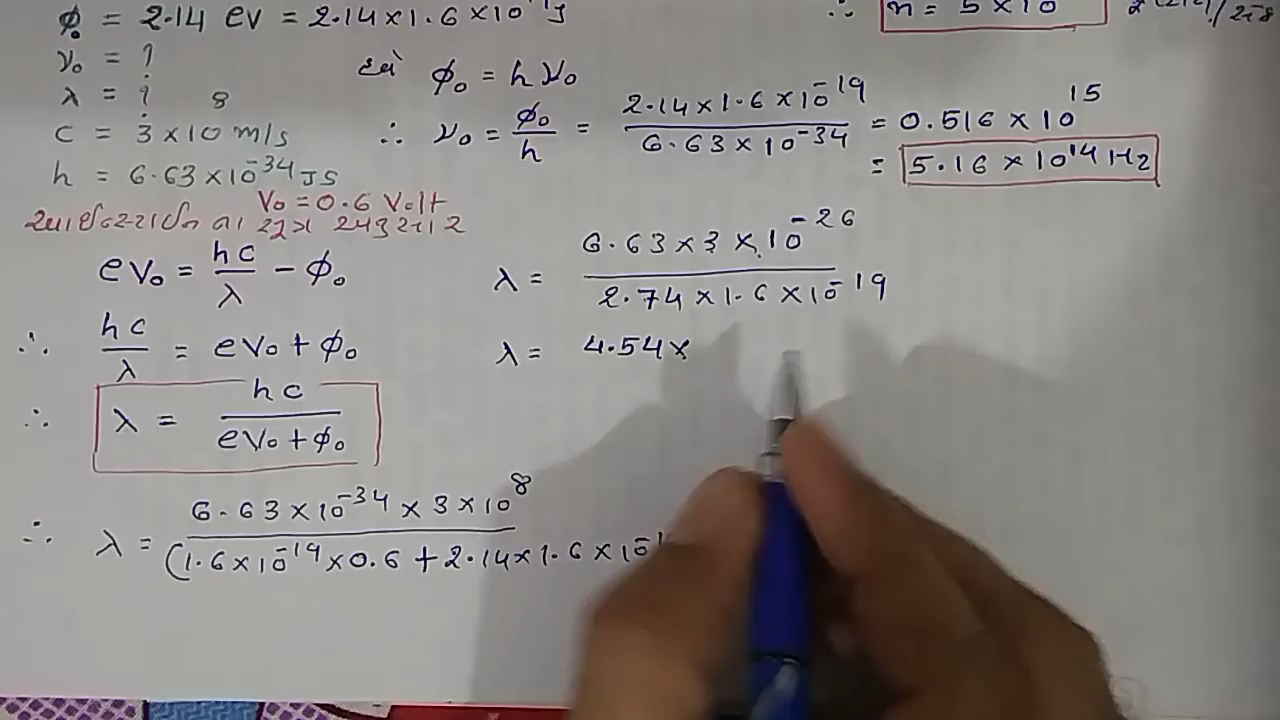 ϕ₀ = 2.14 ev = 2.14 x 1.6 x 10 J
∴ n = 5 x 10
ν₀ = ?
λ = ?
c = 3 x 10⁸ m/s
h = 6.63 x 10⁻³⁴ JS
ϕ₀ = h ν₀
∴ ν₀ = ϕ₀/h = 2.14 x 1.6 x 10⁻¹⁹ / 6.63 x 10⁻³⁴ = 0.516 x 10¹⁵
= 5.16 x 10¹⁴ Hz
V₀ = 0.6 Volt
eV₀ = hc/λ - ϕ₀
∴ hc/λ = eV₀ + ϕ₀
∴ λ = hc / eV₀ + ϕ₀
∴ λ = 6.63 x 10⁻³⁴ x 3 x 10⁸ / (1.6 x 10⁻¹⁹ x 0.6 + 2.14 x 1.6 x 10⁻¹
λ = 6.63 x 3 x 10⁻²⁶ / 2.74 x 1.6 x 10⁻¹⁹
λ = 4.54 x